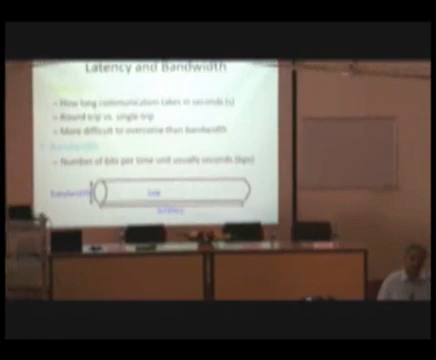 Latency and Bandwidth
– How long communication takes in seconds (s)
– Round trip vs. single trip
– More difficult to overcome than bandwidth
Bandwidth
– Number of bits per time unit usually seconds (bps)
Bandwidth
Link
latency